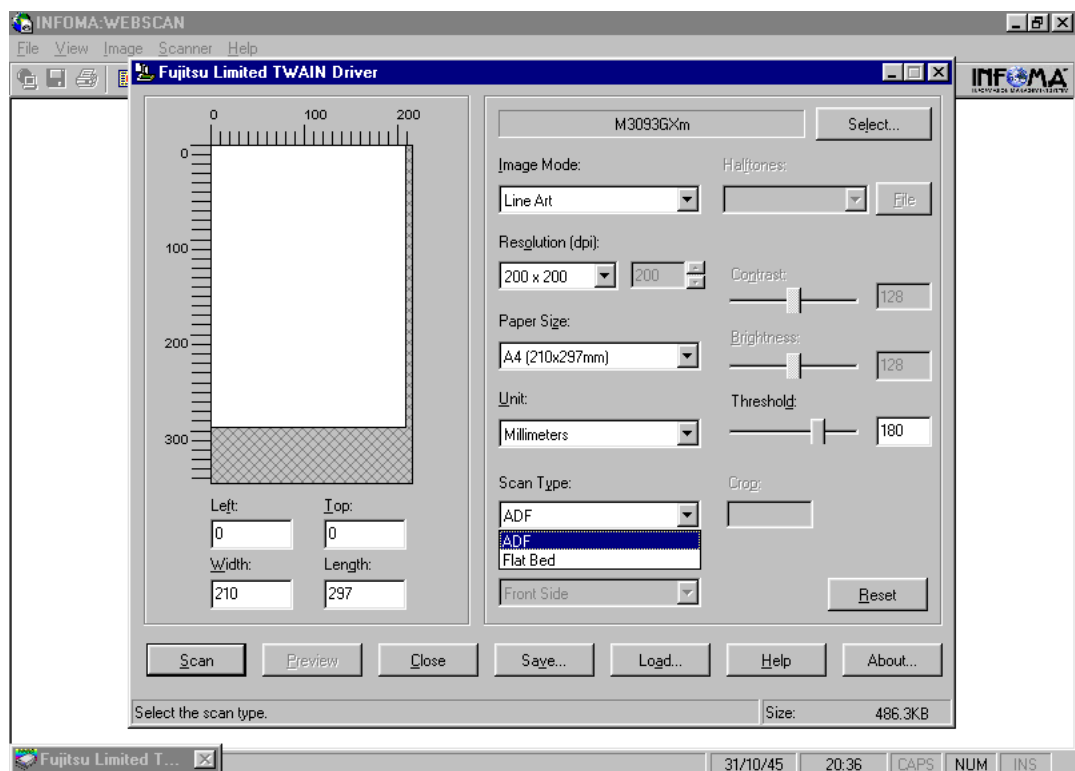 INFOMA:WEBSCAN
File View Image Scanner Help
INFOMA
Fujitsu Limited TWAIN Driver
0 100 200
0
100
200
300
Left: Top:
0 0
Width: Length:
210 297
M3093GXm Select...
Image Mode: Halftones:
Line Art File
Resolution (dpi):
200 x 200 200
Contrast:
128
Paper Size:
Brightness:
A4 (210x297mm) 128
Unit: Threshold:
Millimeters 180
Scan Type: Crop:
ADF
ADF
Flat Bed
Front Side Reset
Scan Preview Close Save... Load... Help About...
Select the scan type. Size: 486.3KB
Fujitsu Limited T... 31/10/45 20:36 CAPS NUM INS